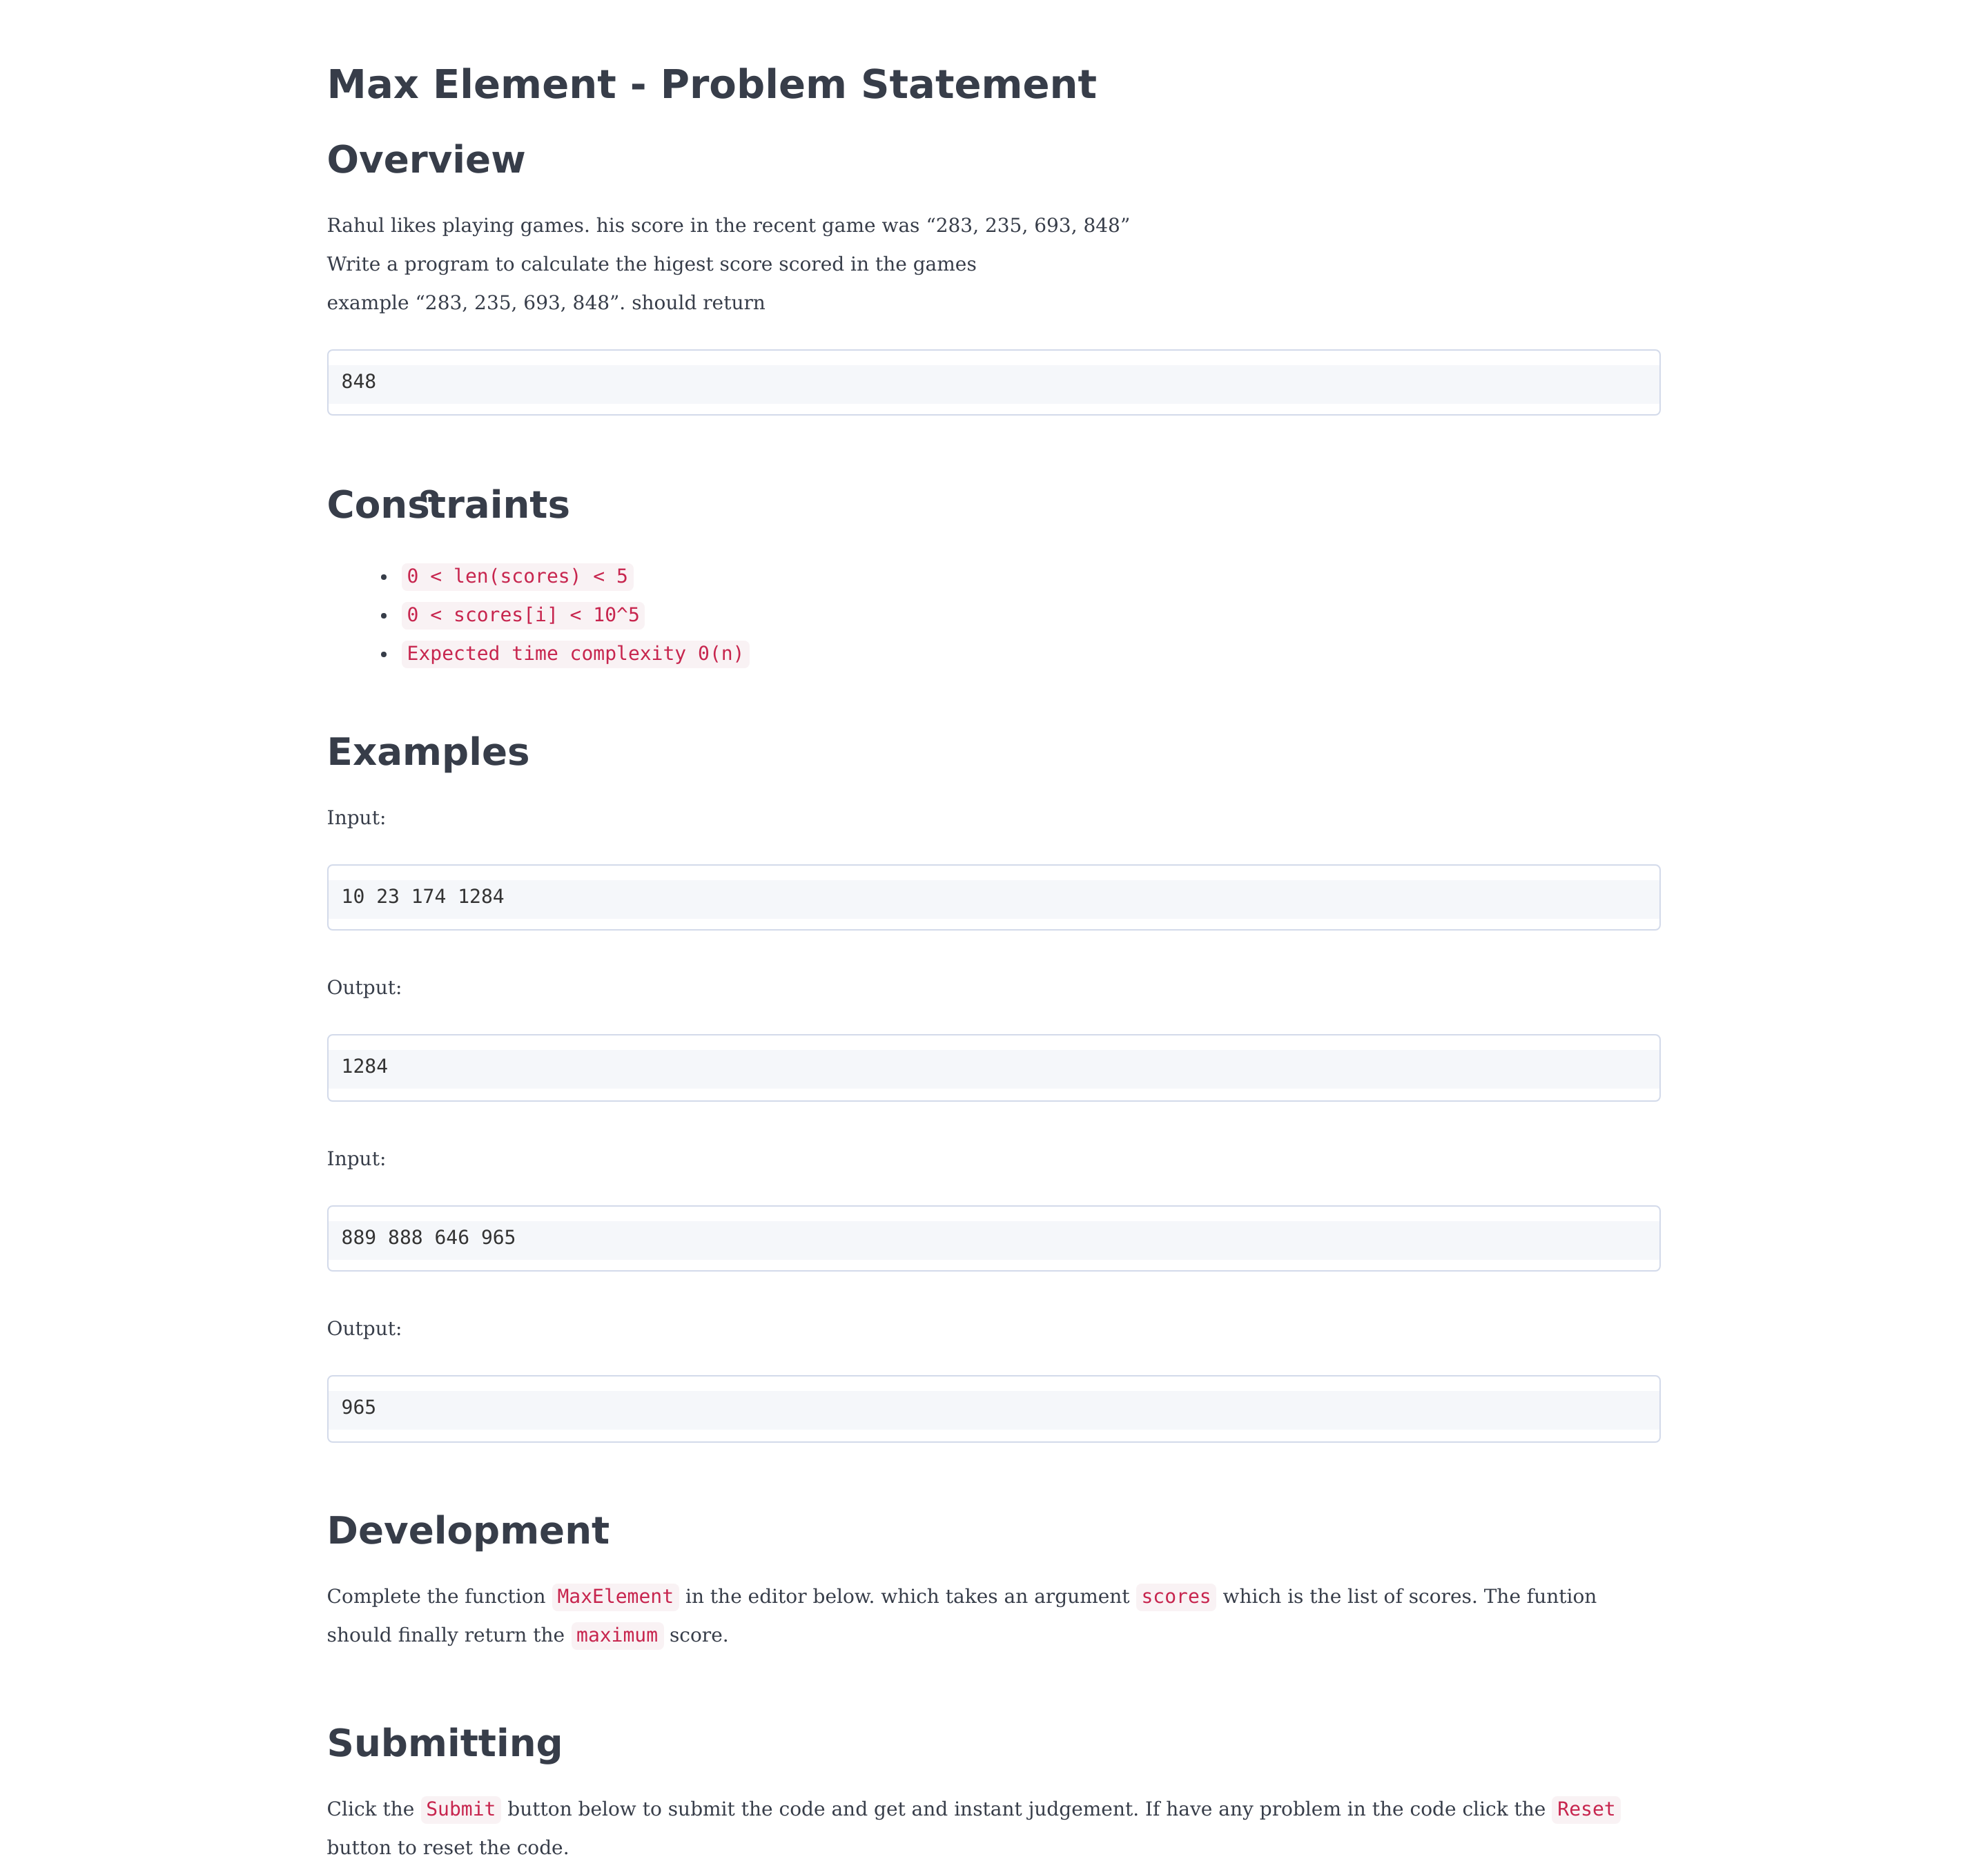 Max Element - Problem Statement
Overview
Rahul likes playing games. his score in the recent game was “283, 235, 693, 848”
Write a program to calculate the higest score scored in the games
example “283, 235, 693, 848”. should return
848
Constraints
• 0 < len(scores) < 5
• 0 < scores[i] < 10^5
• Expected time complexity O(n)
Examples
Input:
10 23 174 1284
Output:
1284
Input:
889 888 646 965
Output:
965
Development
Complete the function MaxElement in the editor below. which takes an argument scores which is the list of scores. The funtion
should finally return the maximum score.
Submitting
Click the Submit button below to submit the code and get and instant judgement. If have any problem in the code click the Reset
button to reset the code.